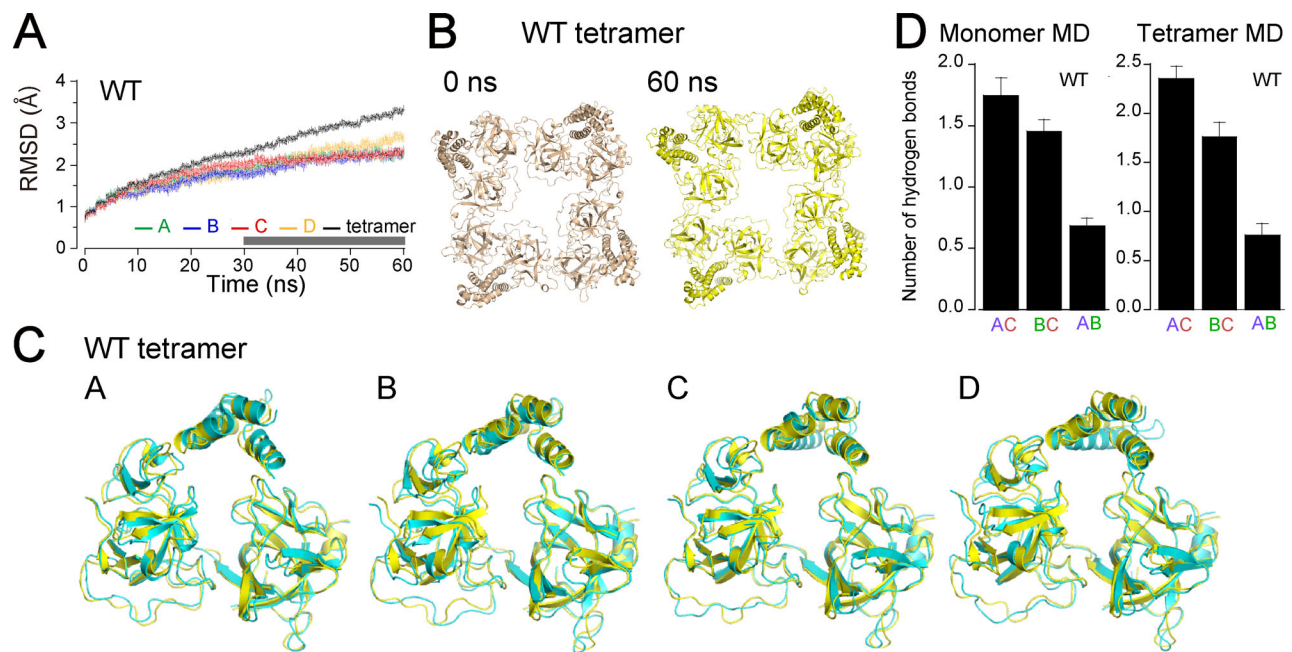 A
WT
RMSD (Å)
4
3
2
1
0
A B C D tetramer
0 10 20 30 40 50 60
Time (ns)
B WT tetramer
0 ns 60 ns
D Monomer MD Tetramer MD
Number of hydrogen bonds
2.0
1.5
1.0
0.5
0.0
WT
AC BC AB
2.5
2.0
1.5
1.0
0.5
0.0
WT
AC BC AB
C WT tetramer
A B C D